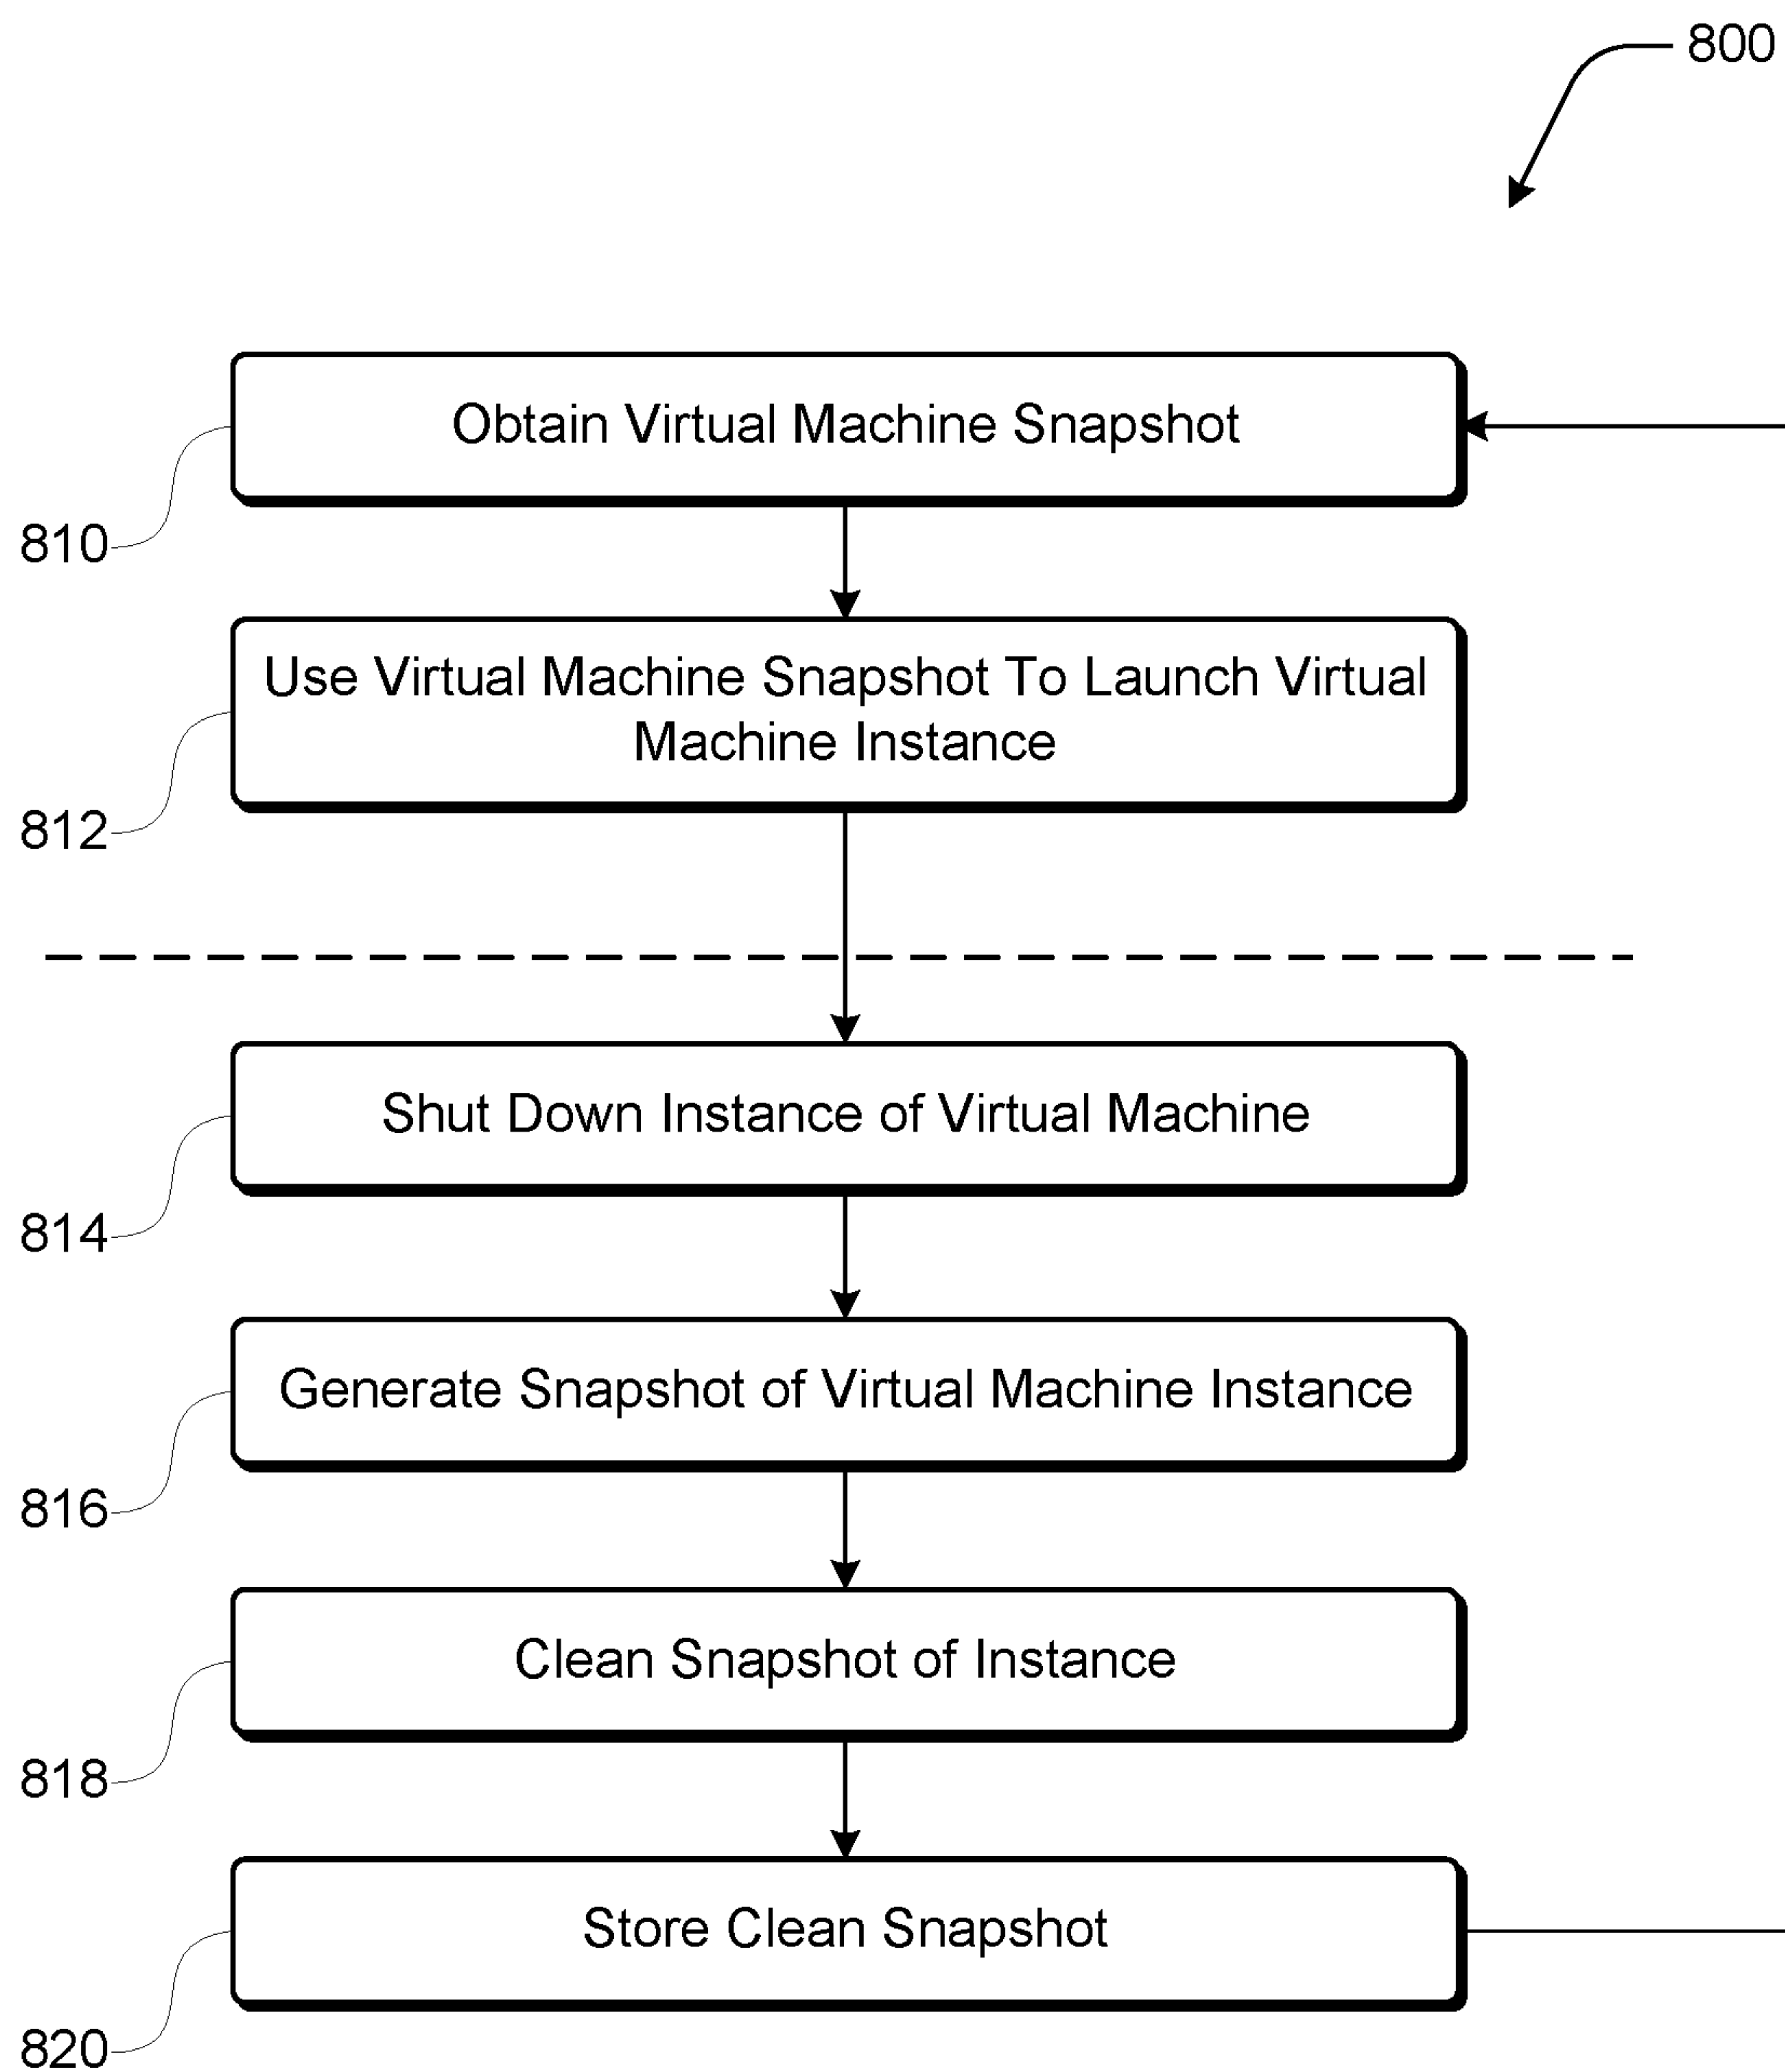 800
Obtain Virtual Machine Snapshot
810
Use Virtual Machine Snapshot To Launch Virtual
Machine Instance
812
Shut Down Instance of Virtual Machine
814
Generate Snapshot of Virtual Machine Instance
816
Clean Snapshot of Instance
818
Store Clean Snapshot
820